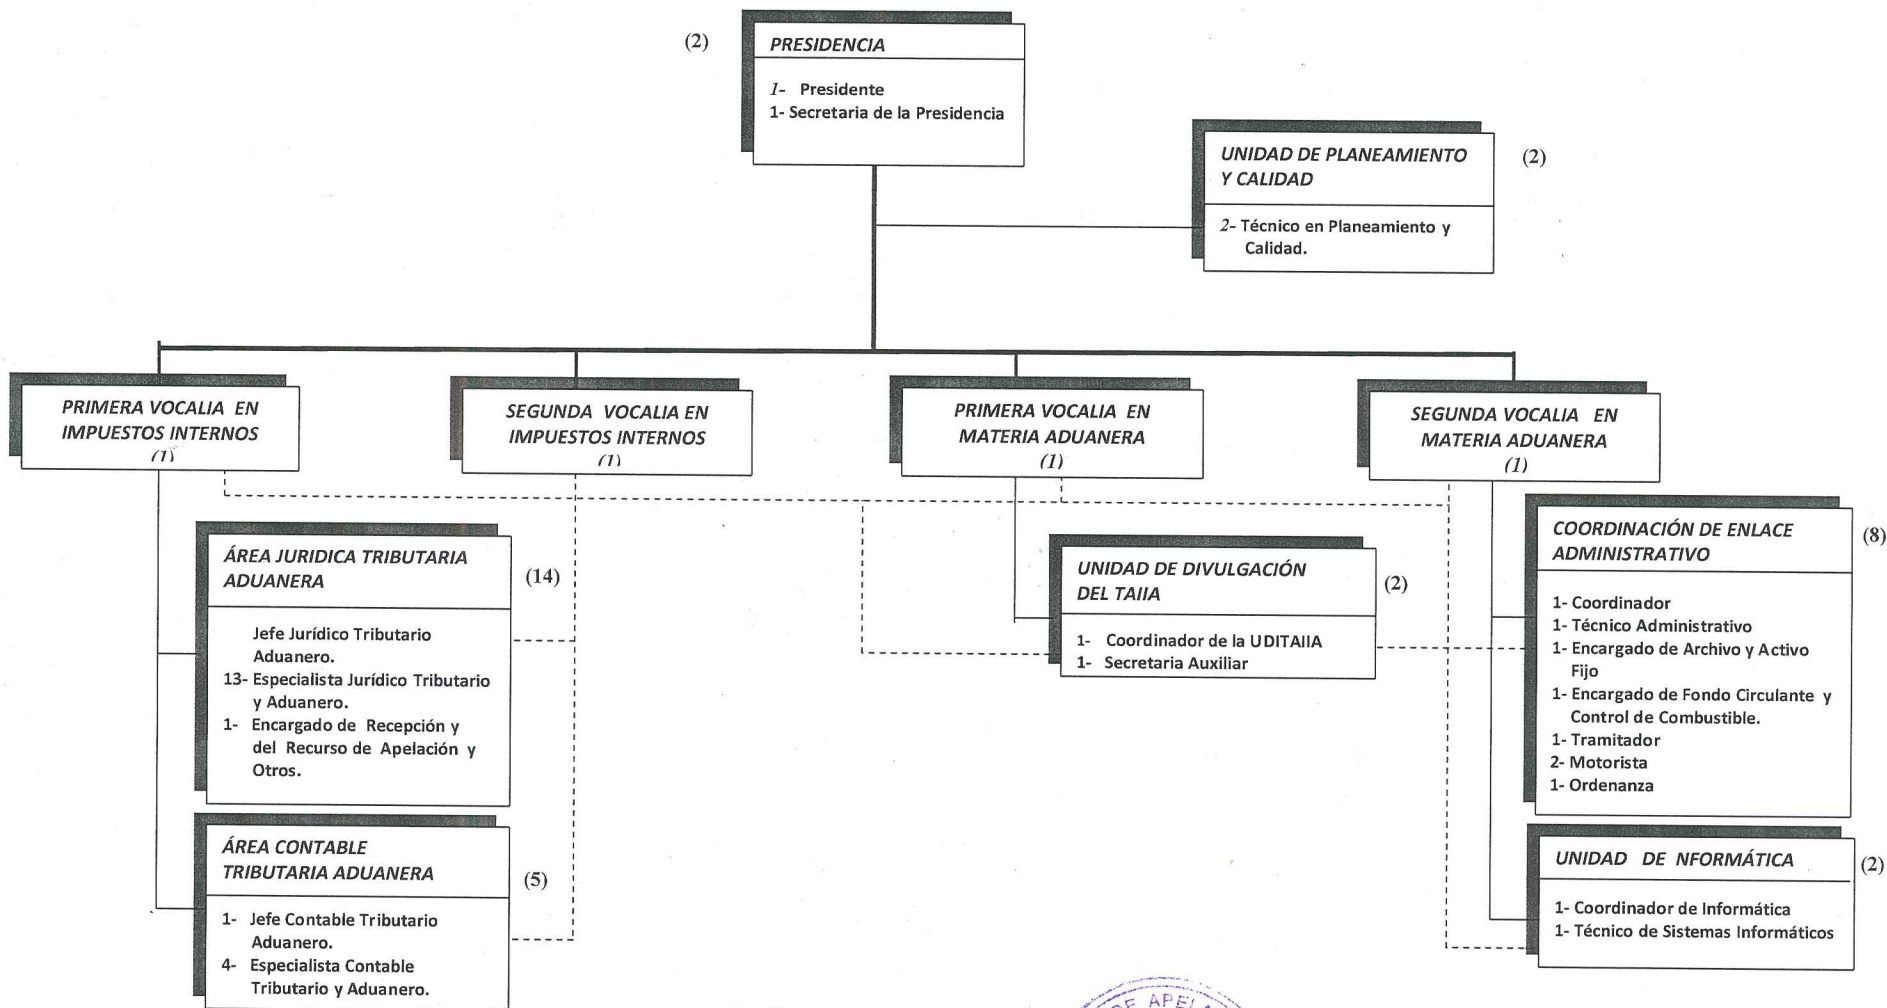 (2)
PRESIDENCIA
1- Presidente
1- Secretaria de la Presidencia
UNIDAD DE PLANEAMIENTO
Y CALIDAD
(2)
2- Técnico en Planeamiento y
Calidad.
PRIMERA VOCALIA EN
IMPUESTOS INTERNOS
(1)
SEGUNDA VOCALIA EN
IMPUESTOS INTERNOS
(1)
PRIMERA VOCALIA EN
MATERIA ADUANERA
(1)
SEGUNDA VOCALIA EN
MATERIA ADUANERA
(1)
ÁREA JURIDICA TRIBUTARIA
ADUANERA
(14)
Jefe Jurídico Tributario
Aduanero.
13- Especialista Jurídico Tributario
y Aduanero.
1- Encargado de Recepción y
del Recurso de Apelación y
Otros.
ÁREA CONTABLE
TRIBUTARIA ADUANERA
(5)
1- Jefe Contable Tributario
Aduanero.
4- Especialista Contable
Tributario y Aduanero.
UNIDAD DE DIVULGACIÓN
DEL TAIIA
(2)
1- Coordinador de la UDITAIIA
1- Secretaria Auxiliar
COORDINACIÓN DE ENLACE
ADMINISTRATIVO
(8)
1- Coordinador
1- Técnico Administrativo
1- Encargado de Archivo y Activo
Fijo
1- Encargado de Fondo Circulante y
Control de Combustible.
1- Tramitador
2- Motorista
1- Ordenanza
UNIDAD DE NFORMÁTICA
(2)
1- Coordinador de Informática
1- Técnico de Sistemas Informáticos
DE APELA